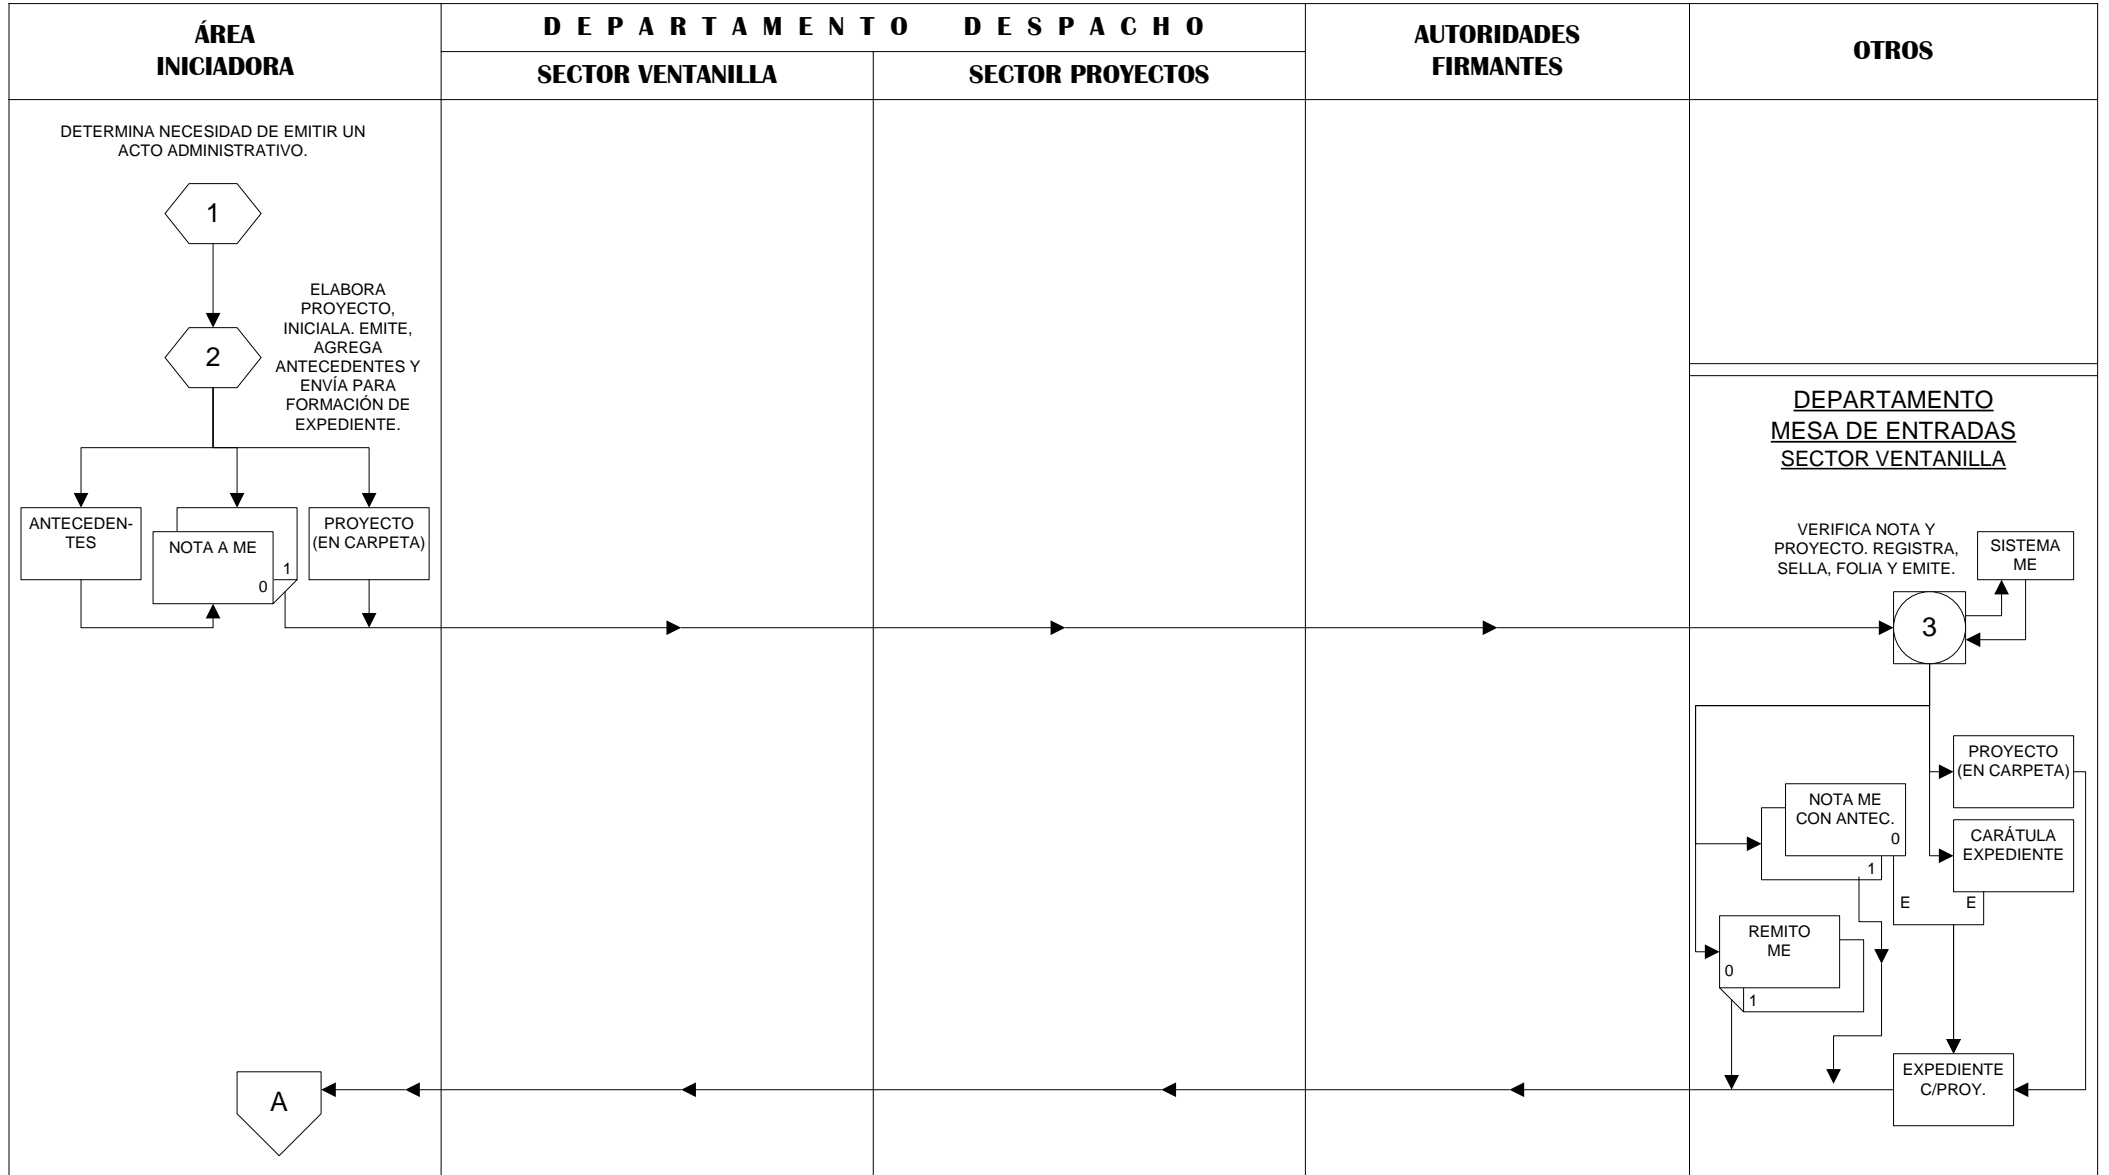 ÁREA
INICIADORA
DEPARTAMENTO DESPACHO
SECTOR VENTANILLA
SECTOR PROYECTOS
AUTORIDADES
FIRMANTES
OTROS
DETERMINA NECESIDAD DE EMITIR UN
ACTO ADMINISTRATIVO.
1
ELABORA
PROYECTO,
INICIALA. EMITE,
AGREGA
ANTECEDENTES Y
ENVÍA PARA
FORMACIÓN DE
EXPEDIENTE.
2
ANTECEDEN-
TES
NOTA A ME
0
1
PROYECTO
(EN CARPETA)
DEPARTAMENTO
MESA DE ENTRADAS
SECTOR VENTANILLA
VERIFICA NOTA Y
PROYECTO. REGISTRA,
SELLA, FOLIA Y EMITE.
SISTEMA
ME
3
PROYECTO
(EN CARPETA)
NOTA ME
CON ANTEC.
0
1
CARÁTULA
EXPEDIENTE
E
E
REMITO
ME
0
1
EXPEDIENTE
C/PROY.
A